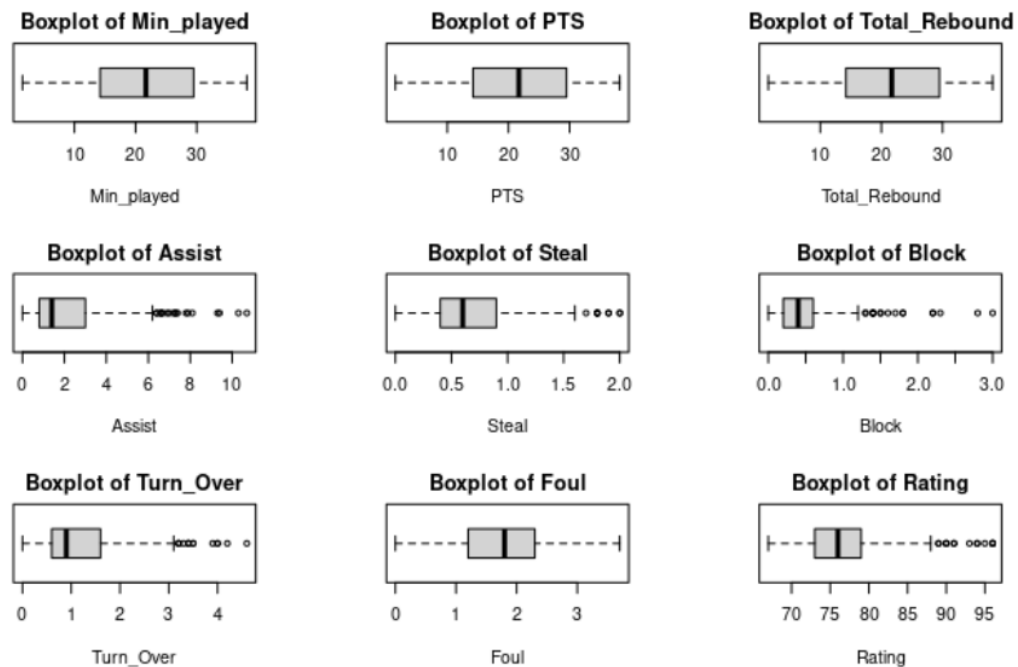 Boxplot of Min_played
Boxplot of PTS
Boxplot of Total_Rebound
10 20 30
10 20 30
10 20 30
Min_played
PTS
Total_Rebound
Boxplot of Assist
Boxplot of Steal
Boxplot of Block
0 2 4 6 8 10
0.0 0.5 1.0 1.5 2.0
0.0 1.0 2.0 3.0
Assist
Steal
Block
Boxplot of Turn_Over
Boxplot of Foul
Boxplot of Rating
0 1 2 3 4
0 1 2 3
70 75 80 85 90 95
Turn_Over
Foul
Rating